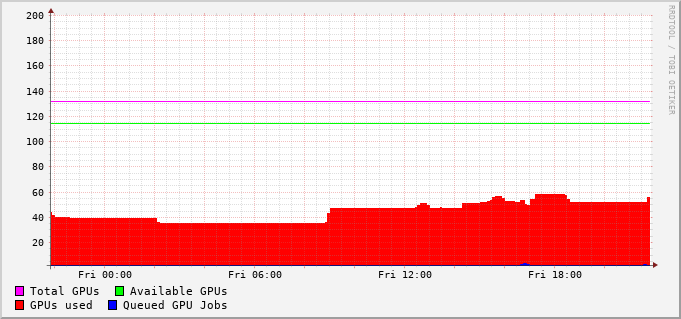 200
180
160
140
120
100
80
60
40
20
Fri 00:00 Fri 06:00 Fri 12:00 Fri 18:00
Total GPUs Available GPUs
GPUs used Queued GPU Jobs
RRDTOOL / TOBI OETIKER